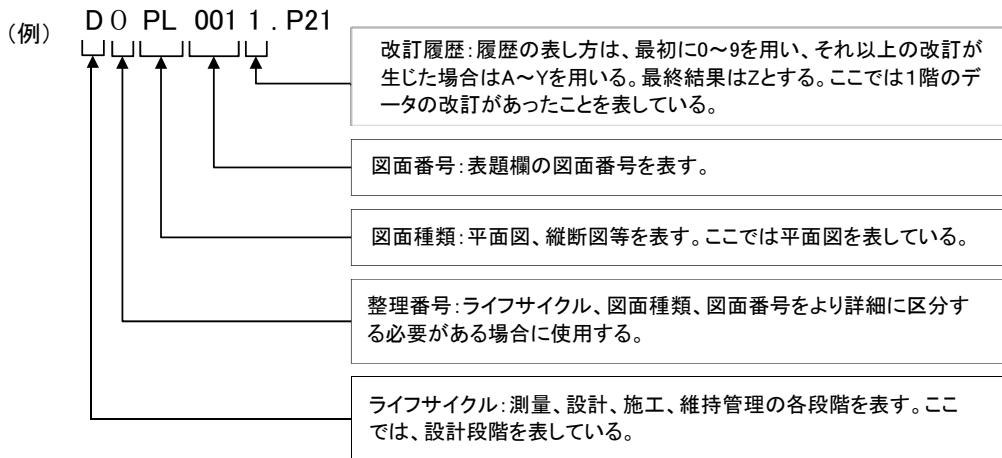 (例) D 0 PL 001 1 . P21
改訂履歴:履歴の表し方は、最初に0~9を用い、それ以上の改訂が
生じた場合はA~Yを用いる。最終結果はZとする。ここでは1階のデ
ータの改訂があったことを表している。
図面番号:表題欄の図面番号を表す。
図面種類:平面図、縦断図等を表す。ここでは平面図を表している。
整理番号:ライフサイクル、図面種類、図面番号をより詳細に区分す
る必要がある場合に使用する。
ライフサイクル:測量、設計、施工、維持管理の各段階を表す。ここ
では、設計段階を表している。